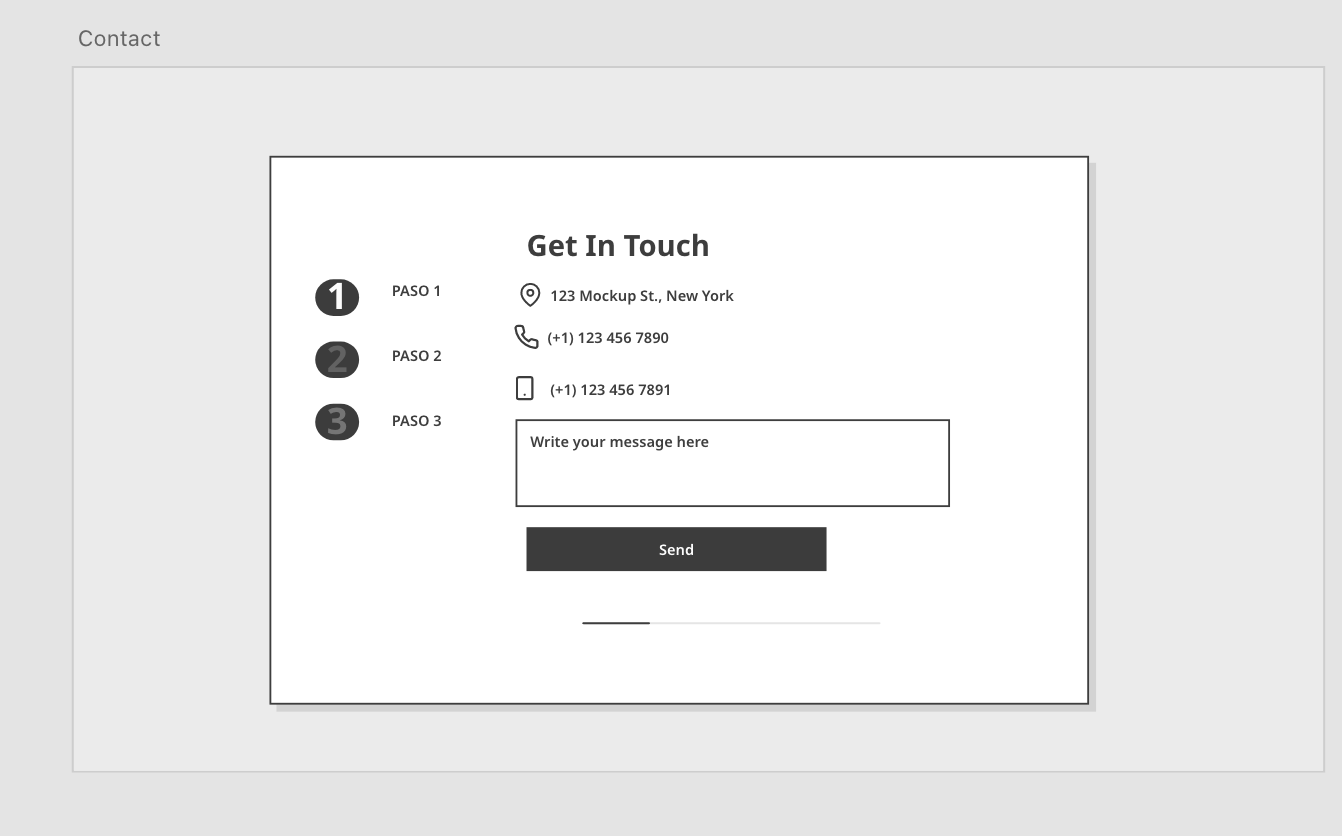 Contact
Get In Touch
1 PASO 1
2 PASO 2
3 PASO 3
123 Mockup St., New York
(+1) 123 456 7890
(+1) 123 456 7891
Write your message here
Send